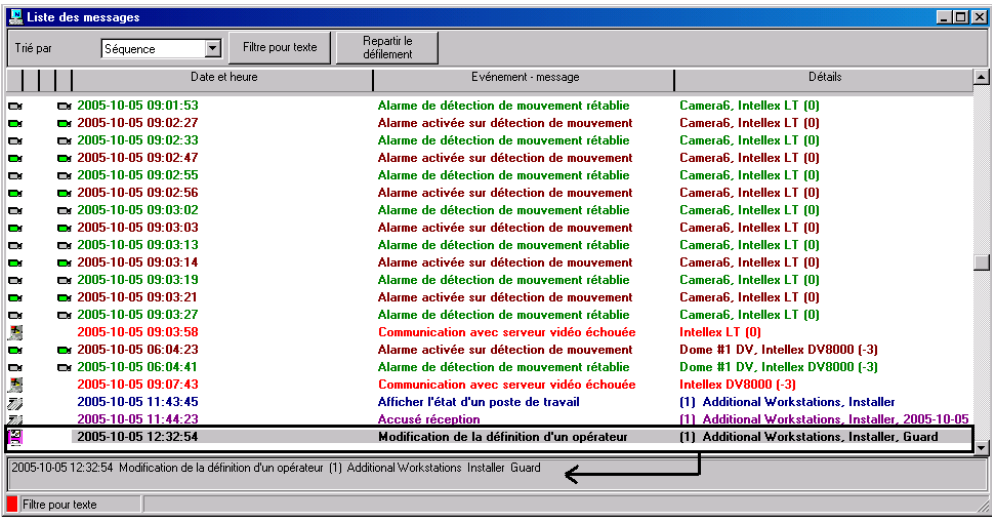 Liste des messages
Trié par Séquence Filtre pour texte Repartir le défilement
Date et heure Evénement - message Détails
2005-10-05 09:01:53 Alarme de détection de mouvement rétablie Camera6, Intellex LT (0)
2005-10-05 09:02:27 Alarme activée sur détection de mouvement Camera6, Intellex LT (0)
2005-10-05 09:02:33 Alarme de détection de mouvement rétablie Camera6, Intellex LT (0)
2005-10-05 09:02:47 Alarme activée sur détection de mouvement Camera6, Intellex LT (0)
2005-10-05 09:02:55 Alarme de détection de mouvement rétablie Camera6, Intellex LT (0)
2005-10-05 09:02:56 Alarme activée sur détection de mouvement Camera6, Intellex LT (0)
2005-10-05 09:03:02 Alarme de détection de mouvement rétablie Camera6, Intellex LT (0)
2005-10-05 09:03:03 Alarme activée sur détection de mouvement Camera6, Intellex LT (0)
2005-10-05 09:03:13 Alarme de détection de mouvement rétablie Camera6, Intellex LT (0)
2005-10-05 09:03:14 Alarme activée sur détection de mouvement Camera6, Intellex LT (0)
2005-10-05 09:03:19 Alarme de détection de mouvement rétablie Camera6, Intellex LT (0)
2005-10-05 09:03:21 Alarme activée sur détection de mouvement Camera6, Intellex LT (0)
2005-10-05 09:03:27 Alarme de détection de mouvement rétablie Camera6, Intellex LT (0)
2005-10-05 09:03:58 Communication avec serveur vidéo échouée Intellex LT (0)
2005-10-05 06:04:23 Alarme activée sur détection de mouvement Dome #1 DV, Intellex DV8000 (-3)
2005-10-05 06:04:41 Alarme de détection de mouvement rétablie Dome #1 DV, Intellex DV8000 (-3)
2005-10-05 09:07:43 Communication avec serveur vidéo échouée Intellex DV8000 (-3)
2005-10-05 11:43:45 Afficher l'état d'un poste de travail (1) Additional Workstations, Installer
2005-10-05 11:44:23 Accusé réception (1) Additional Workstations, Installer, 2005-10-05
2005-10-05 12:32:54 Modification de la définition d'un opérateur (1) Additional Workstations, Installer, Guard
2005-10-05 12:32:54 Modification de la définition d'un opérateur (1) Additional Workstations Installer Guard
Filtre pour texte